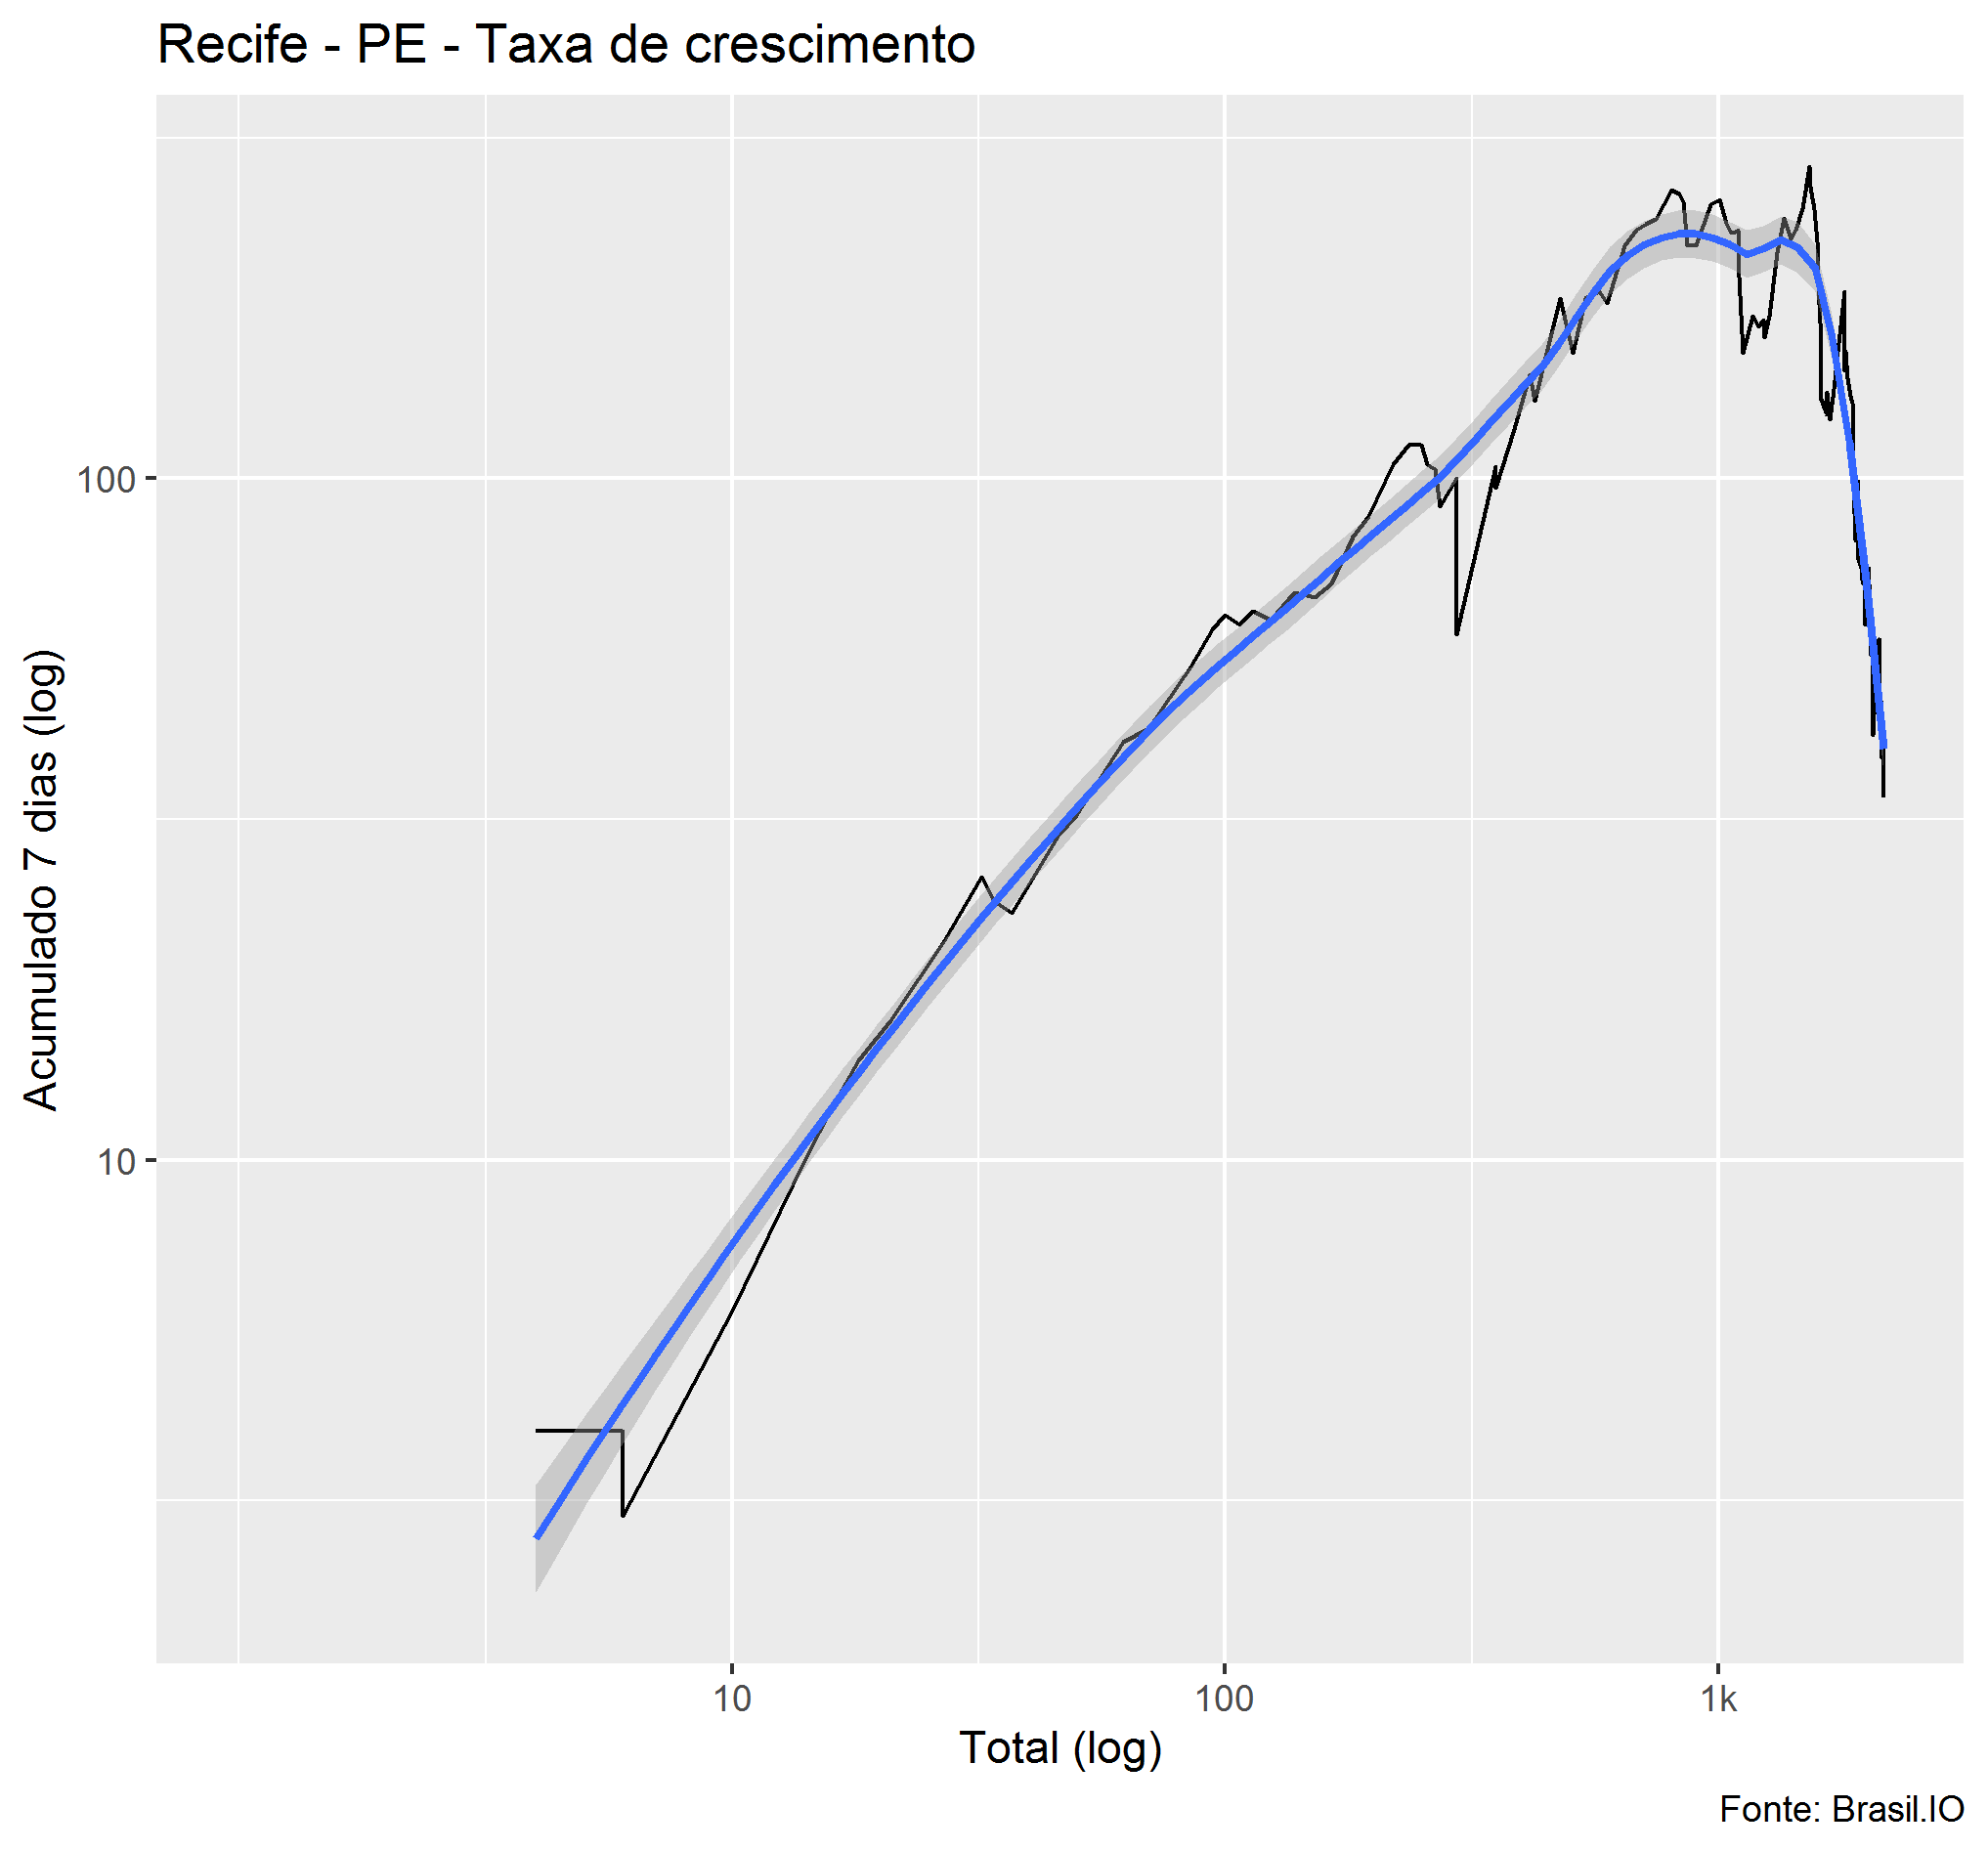 Recife - PE - Taxa de crescimento
Acumulado 7 dias (log)
100
10
10
100
1k
Total (log)
Fonte: Brasil.IO